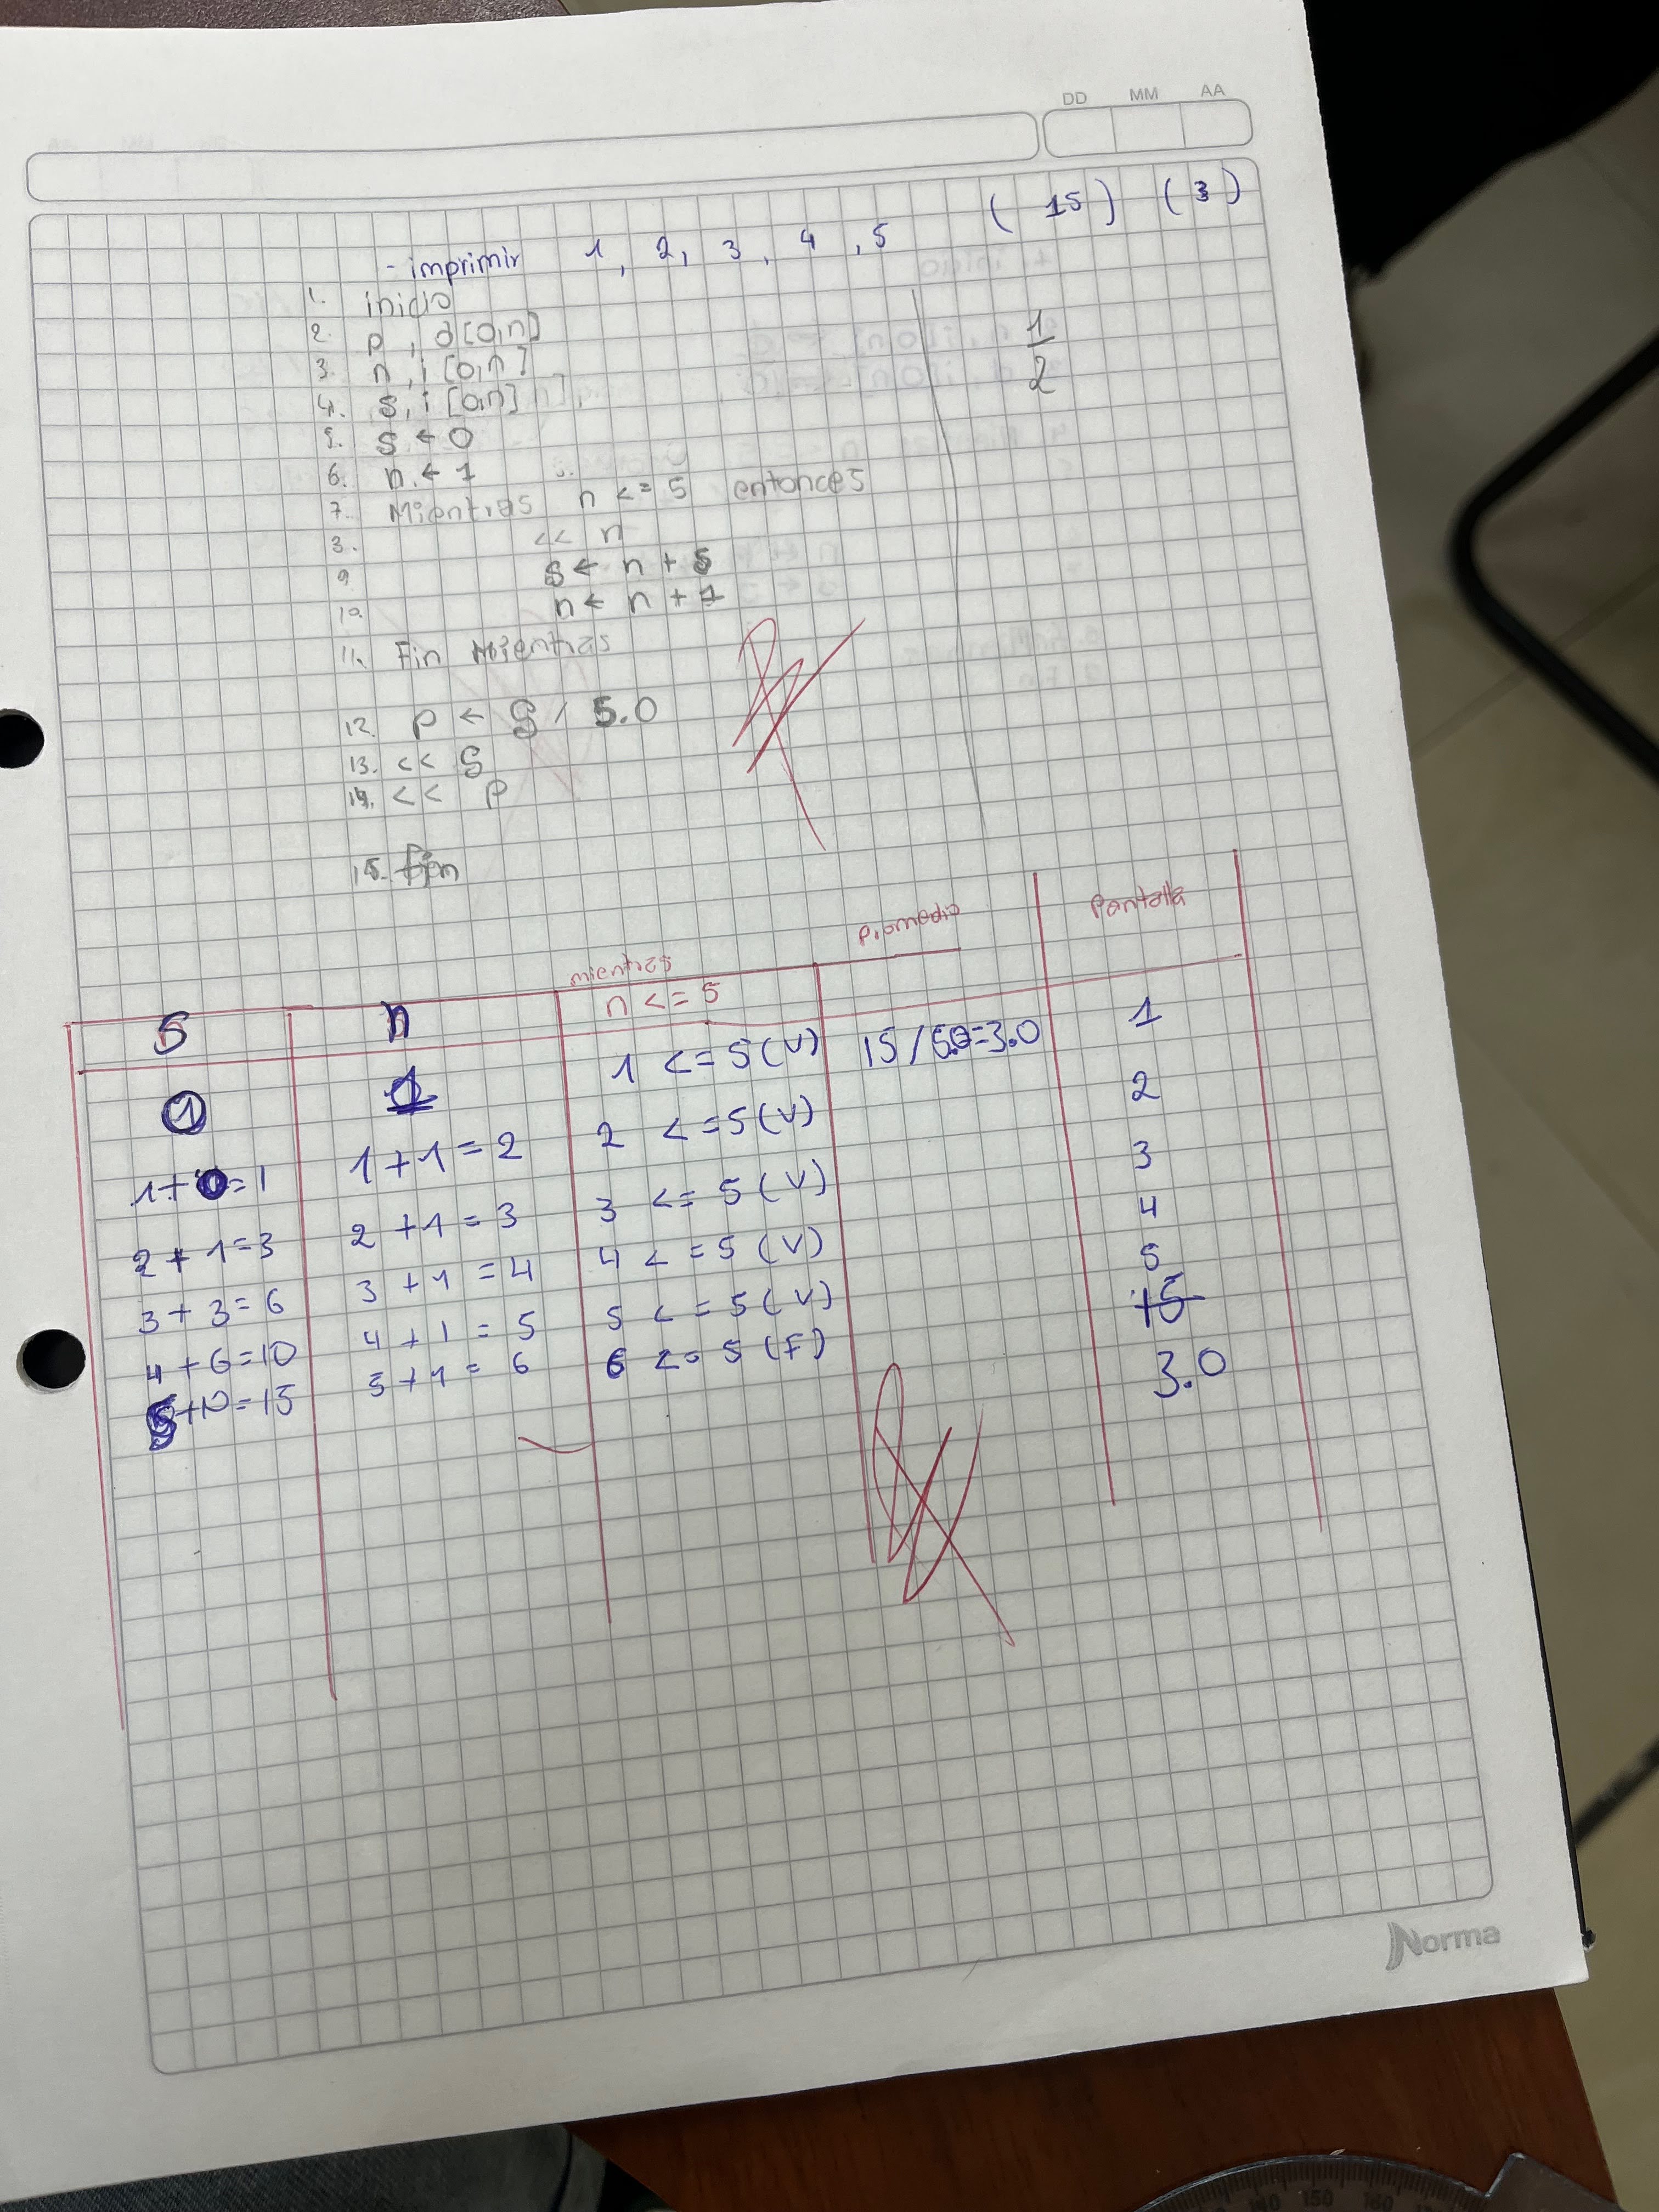 DD MM AA
( 15 ) ( 3 )
- imprimir 1, 2, 3, 4, 5
1. inicio
2. p, d[0,n]
3. n, i [0,n]
4. s, i [0,n]
5. s ← 0
6. n ← 1
7. Mientras n <= 5 entonces
8. << n
9. s ← n + s
10. n ← n + 1
11. Fin Mientras
12. p ← S / 5.0
13. << S
14. << p
15. fin
1
2
S
n
mientras
n <= 5
Promedio
Pantalla
1 <= 5 (V) 15 / 5.0 = 3.0 1
1 + 0 = 1 1 + 1 = 2 2 <= 5 (V) 2
2 + 1 = 3 2 + 1 = 3 3 <= 5 (V) 3
3 + 3 = 6 3 + 1 = 4 4 <= 5 (V) 4
4 + 6 = 10 4 + 1 = 5 5 <= 5 (V) 5
5 + 10 = 15 5 + 1 = 6 6 <= 5 (F) 15
3.0
Norma
140 150 160